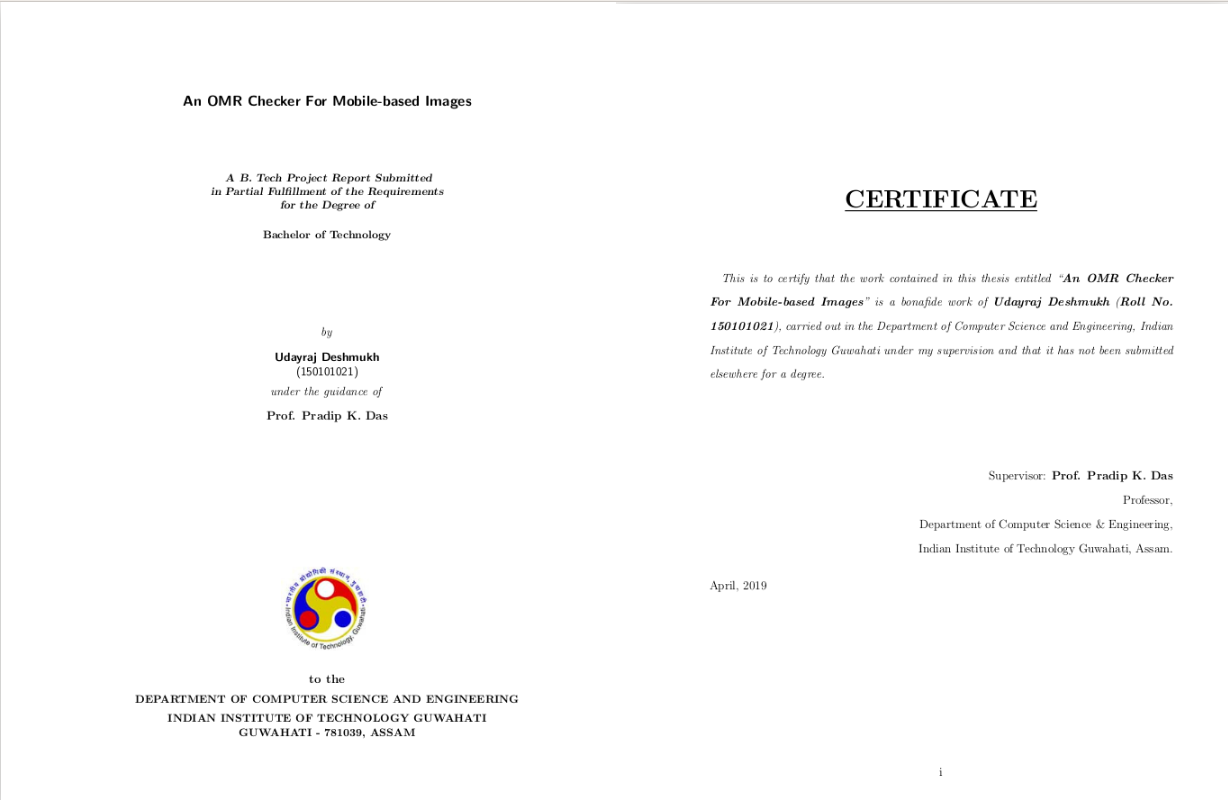 An OMR Checker For Mobile-based Images
A B. Tech Project Report Submitted
in Partial Fulfillment of the Requirements
for the Degree of
Bachelor of Technology
by
Udayraj Deshmukh
(150101021)
under the guidance of
Prof. Pradip K. Das
भारतीय प्रौद्योगिकी संस्थान, गुवाहाटी
Indian Institute of Technology, Guwahati
to the
DEPARTMENT OF COMPUTER SCIENCE AND ENGINEERING
INDIAN INSTITUTE OF TECHNOLOGY GUWAHATI
GUWAHATI - 781039, ASSAM
CERTIFICATE
This is to certify that the work contained in this thesis entitled “An OMR Checker
For Mobile-based Images” is a bonafide work of Udayraj Deshmukh (Roll No.
150101021), carried out in the Department of Computer Science and Engineering, Indian
Institute of Technology Guwahati under my supervision and that it has not been submitted
elsewhere for a degree.
Supervisor: Prof. Pradip K. Das
Professor,
Department of Computer Science & Engineering,
Indian Institute of Technology Guwahati, Assam.
April, 2019
i